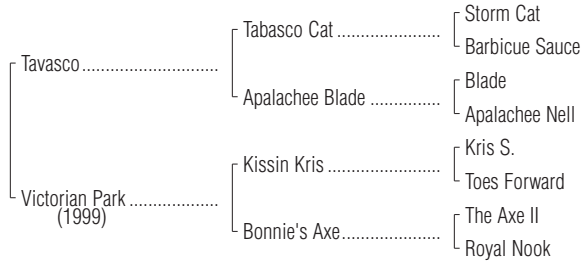 Storm Cat
Tabasco Cat ........................
Barbicue Sauce
Tavasco ................................
Blade
Apalachee Blade ................
Apalachee Nell
Kris S.
Kissin Kris ..........................
Toes Forward
Victorian Park .....................
(1999)
The Axe II
Bonnie's Axe .......................
Royal Nook